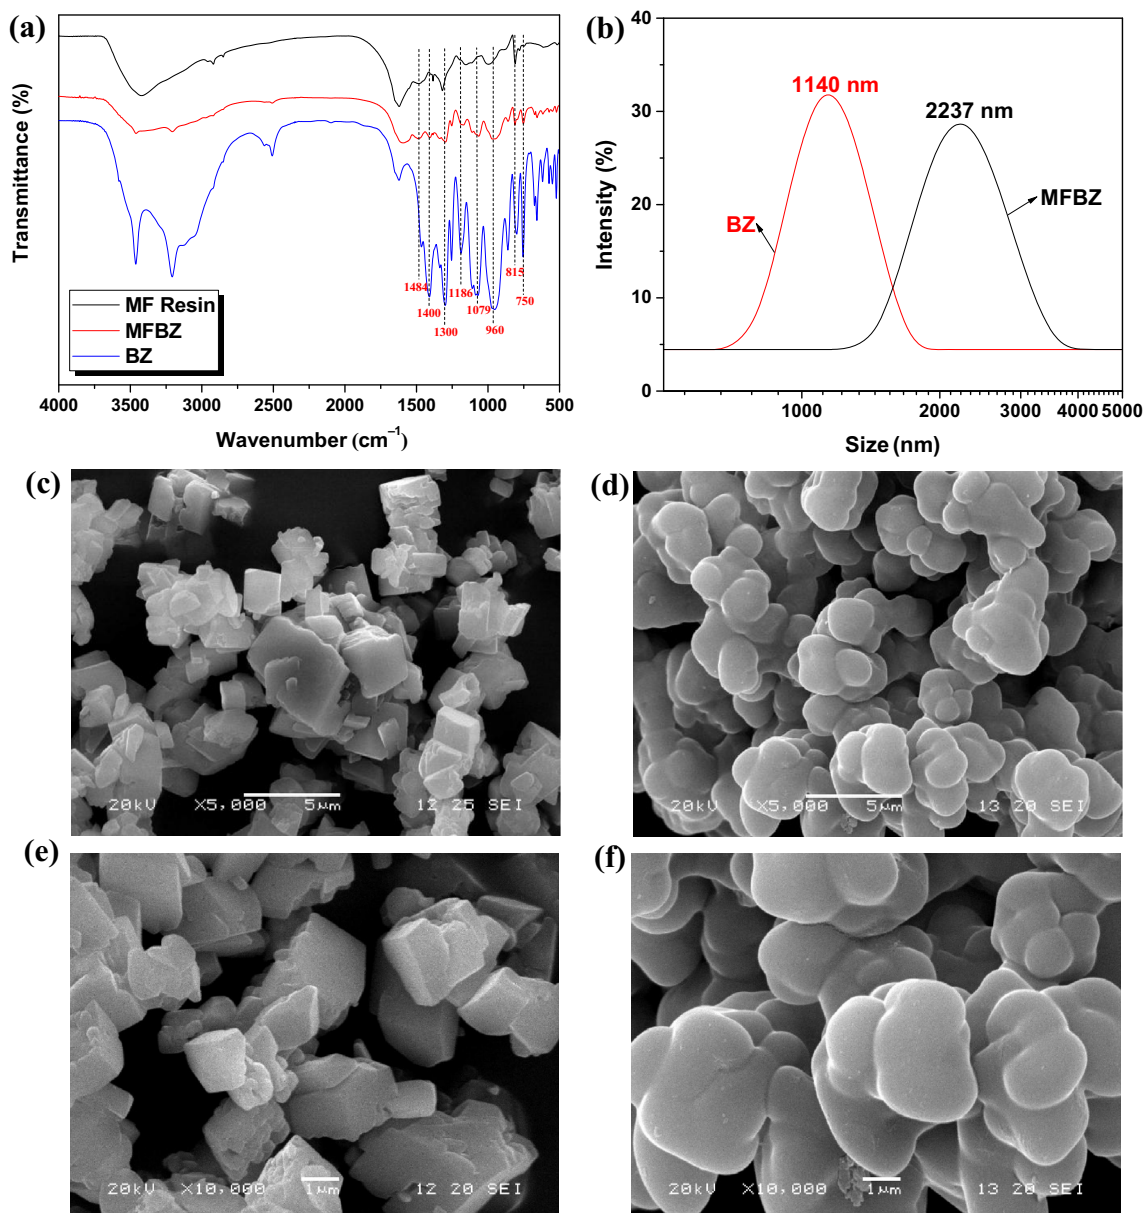 (a)
Transmittance (%)
1484
1400
1300
1186
1079
960
815
750
MF Resin
MFBZ
BZ
4000 3500 3000 2500 2000 1500 1000 500
Wavenumber (cm⁻¹)
(b)
Intensity (%)
40
30
20
10
0
1140 nm
2237 nm
BZ
MFBZ
1000 2000 3000 4000 5000
Size (nm)
(c)
20kV X5,000 5μm 12 25 SEI
(d)
20kV X5,000 5μm 13 20 SEI
(e)
20kV X10,000 1μm 12 20 SEI
(f)
20kV X10,000 1μm 13 20 SEI